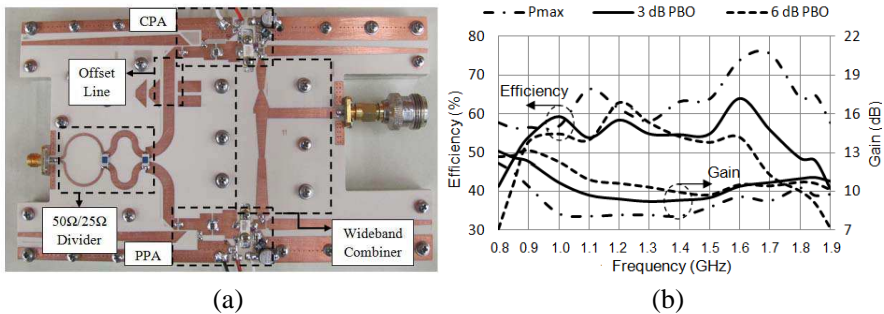 CPA
Offset
Line
50Ω/25Ω
Divider
PPA
Wideband
Combiner
(a)
Pmax
3 dB PBO
6 dB PBO
80
70
60
50
40
30
Efficiency (%)
Efficiency
Gain
22
19
16
13
10
7
Gain (dB)
0.8 0.9 1.0 1.1 1.2 1.3 1.4 1.5 1.6 1.7 1.8 1.9
Frequency (GHz)
(b)